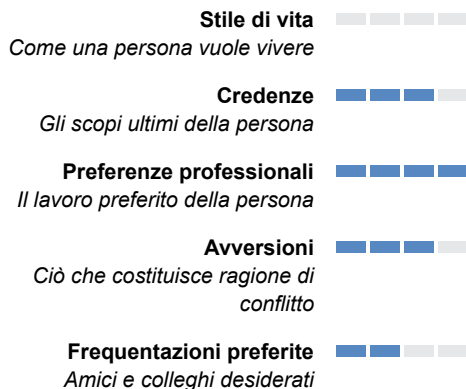 Stile di vita
Come una persona vuole vivere
Credenze
Gli scopi ultimi della persona
Preferenze professionali
Il lavoro preferito della persona
Avversioni
Ciò che costituisce ragione di
conflitto
Frequentazioni preferite
Amici e colleghi desiderati